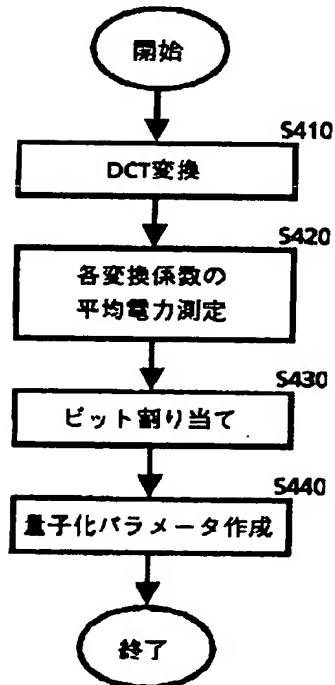 開始
S410
DCT変換
S420
各変換係数の
平均電力測定
S430
ビット割り当て
S440
量子化パラメータ作成
終了